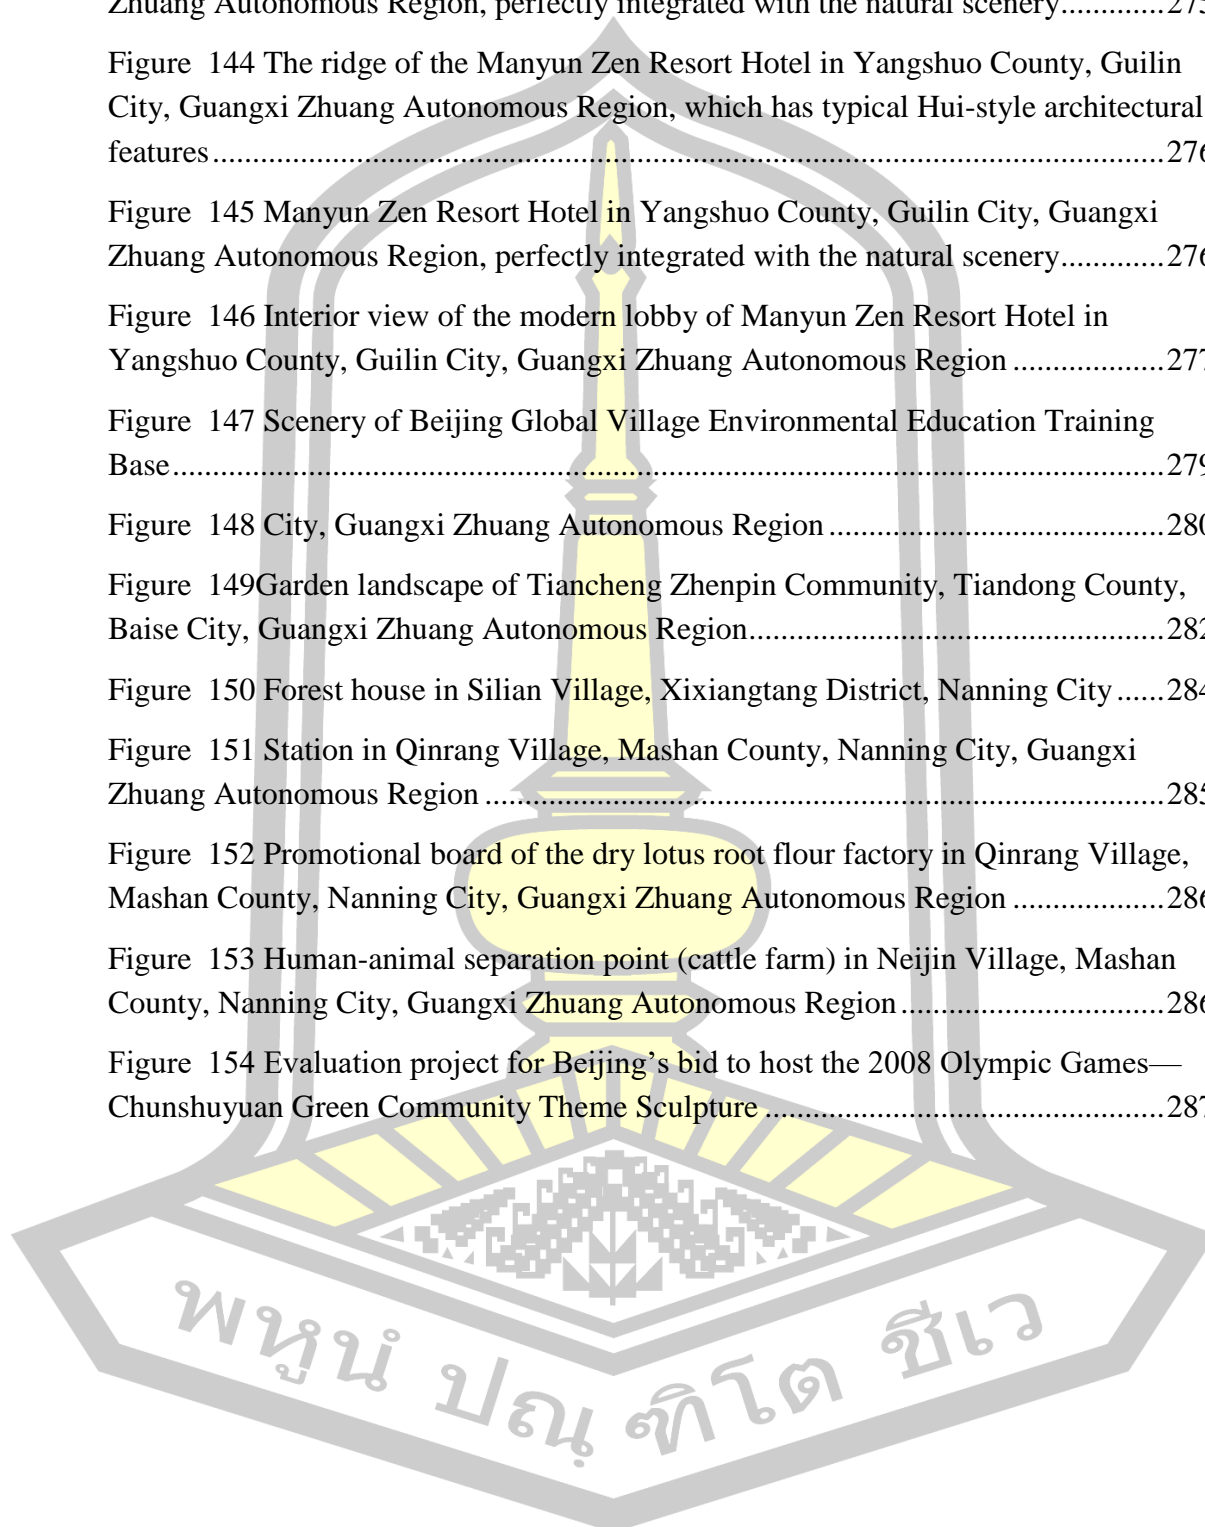 Zhuang Autonomous Region, perfectly integrated with the natural scenery.............275
Figure  144 The ridge of the Manyun Zen Resort Hotel in Yangshuo County, Guilin
City, Guangxi Zhuang Autonomous Region, which has typical Hui-style architectural
features.......................................................................................................................276
Figure  145 Manyun Zen Resort Hotel in Yangshuo County, Guilin City, Guangxi
Zhuang Autonomous Region, perfectly integrated with the natural scenery.............276
Figure  146 Interior view of the modern lobby of Manyun Zen Resort Hotel in
Yangshuo County, Guilin City, Guangxi Zhuang Autonomous Region ...................277
Figure  147 Scenery of Beijing Global Village Environmental Education Training
Base............................................................................................................................279
Figure  148 City, Guangxi Zhuang Autonomous Region ..........................................280
Figure  149Garden landscape of Tiancheng Zhenpin Community, Tiandong County,
Baise City, Guangxi Zhuang Autonomous Region....................................................282
Figure  150 Forest house in Silian Village, Xixiangtang District, Nanning City ......284
Figure  151 Station in Qinrang Village, Mashan County, Nanning City, Guangxi
Zhuang Autonomous Region .....................................................................................285
Figure  152 Promotional board of the dry lotus root flour factory in Qinrang Village,
Mashan County, Nanning City, Guangxi Zhuang Autonomous Region ...................286
Figure  153 Human-animal separation point (cattle farm) in Neijin Village, Mashan
County, Nanning City, Guangxi Zhuang Autonomous Region.................................286
Figure  154 Evaluation project for Beijing’s bid to host the 2008 Olympic Games—
Chunshuyuan Green Community Theme Sculpture ..................................................287
พหูนํ ปณฺฑิโต ชีเว